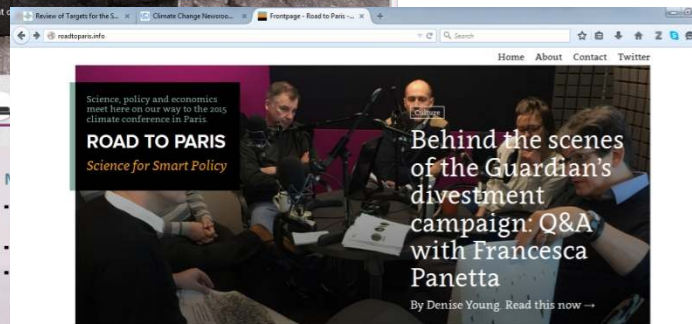 Review of Targets for the S...
Climate Change Newsroo...
Frontpage - Road to Paris -...
roadtoparis.info
Search
Home About Contact Twitter
Science, policy and economics
meet here on our way to the 2015
climate conference in Paris.
ROAD TO PARIS
Science for Smart Policy
Culture
Behind the scenes
of the Guardian's
divestment
campaign: Q&A
with Francesca
Panetta
By Denise Young. Read this now →